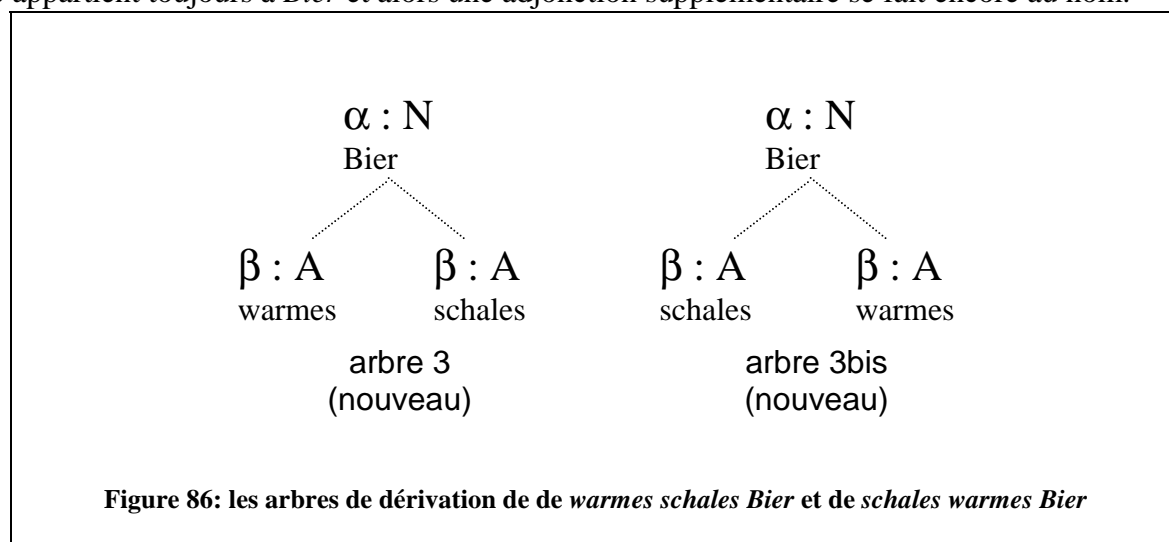 appartient toujours à Bier et alors une adjonction supplémentaire se fait encore au nom.
α : N α : N
Bier Bier
β : A β : A β : A β : A
warmes schales schales warmes
arbre 3 arbre 3bis
(nouveau) (nouveau)
Figure 86: les arbres de dérivation de de warmes schales Bier et de schales warmes Bier